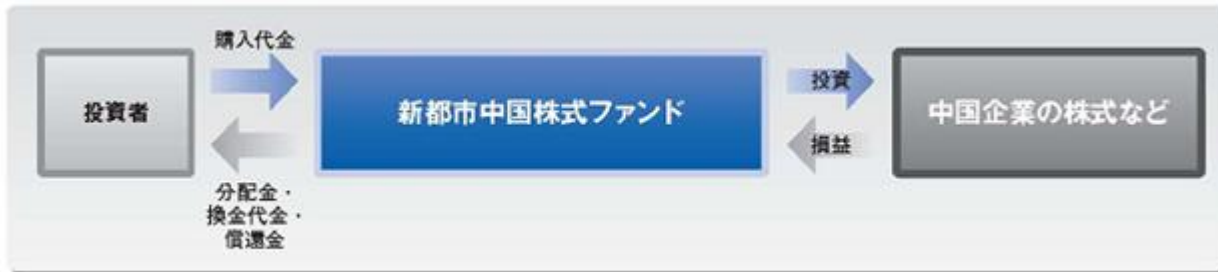 購入代金
投資者
新都市中国株式ファンド
投資
中国企業の株式など
損益
分配金・
換金代金・
償還金